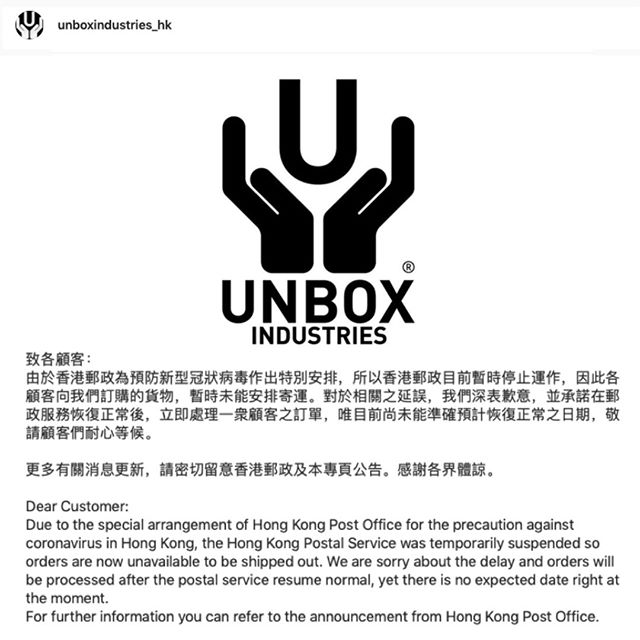 unboxindustries_hk
U
®
UNBOX
INDUSTRIES
致各顧客：
由於香港郵政為預防新型冠狀病毒作出特別安排，所以香港郵政目前暫時停止運作，因此各
顧客向我們訂購的貨物，暫時未能安排寄運。對於相關之延誤，我們深表歉意，並承諾在郵
政服務恢復正常後，立即處理一衆顧客之訂單，唯目前尚未能準確預計恢復正常之日期，敬
請顧客們耐心等候。
更多有關消息更新，請密切留意香港郵政及本專頁公告。感謝各界體諒。
Dear Customer:
Due to the special arrangement of Hong Kong Post Office for the precaution against
coronavirus in Hong Kong, the Hong Kong Postal Service was temporarily suspended so
orders are now unavailable to be shipped out. We are sorry about the delay and orders will
be processed after the postal service resume normal, yet there is no expected date right at
the moment.
For further information you can refer to the announcement from Hong Kong Post Office.